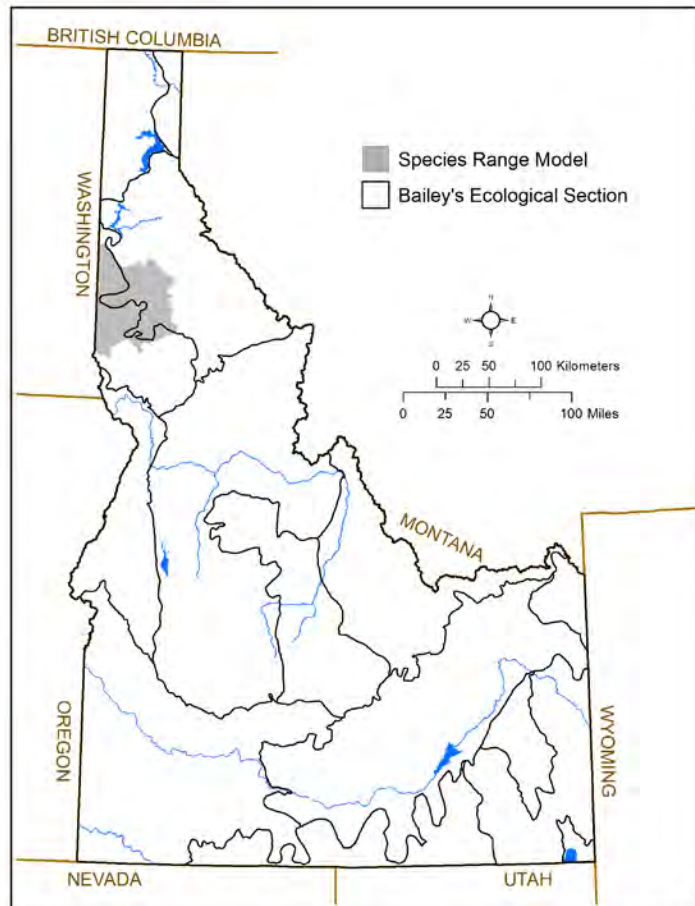 BRITISH COLUMBIA
WASHINGTON
Species Range Model
Bailey's Ecological Section
N
W E
S
0 25 50 100 Kilometers
0 25 50 100 Miles
MONTANA
OREGON
WYOMING
NEVADA
UTAH